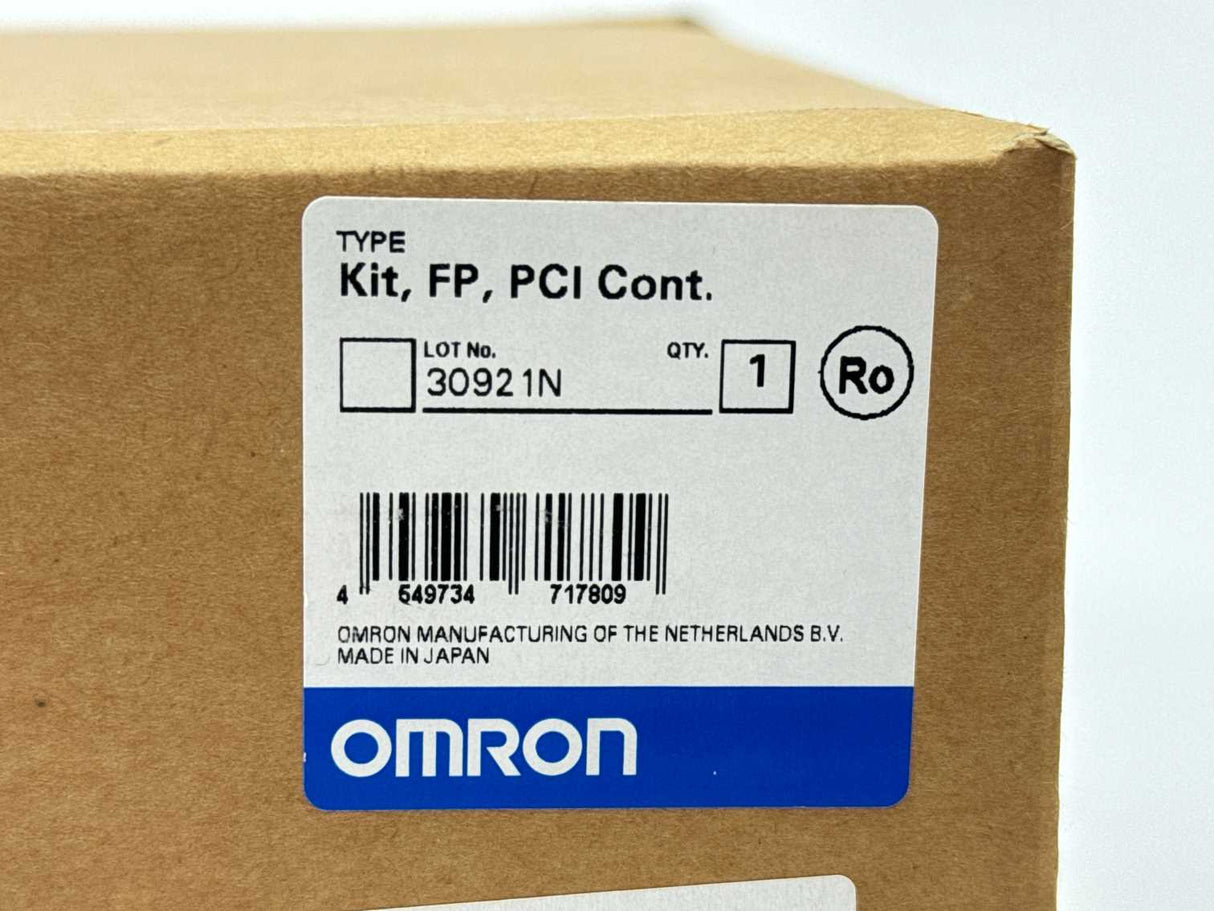 TYPE
Kit, FP, PCI Cont.
LOT No.
30921N
QTY.
1
Ro
4 549734 717809
OMRON MANUFACTURING OF THE NETHERLANDS B.V.
MADE IN JAPAN
OMRON